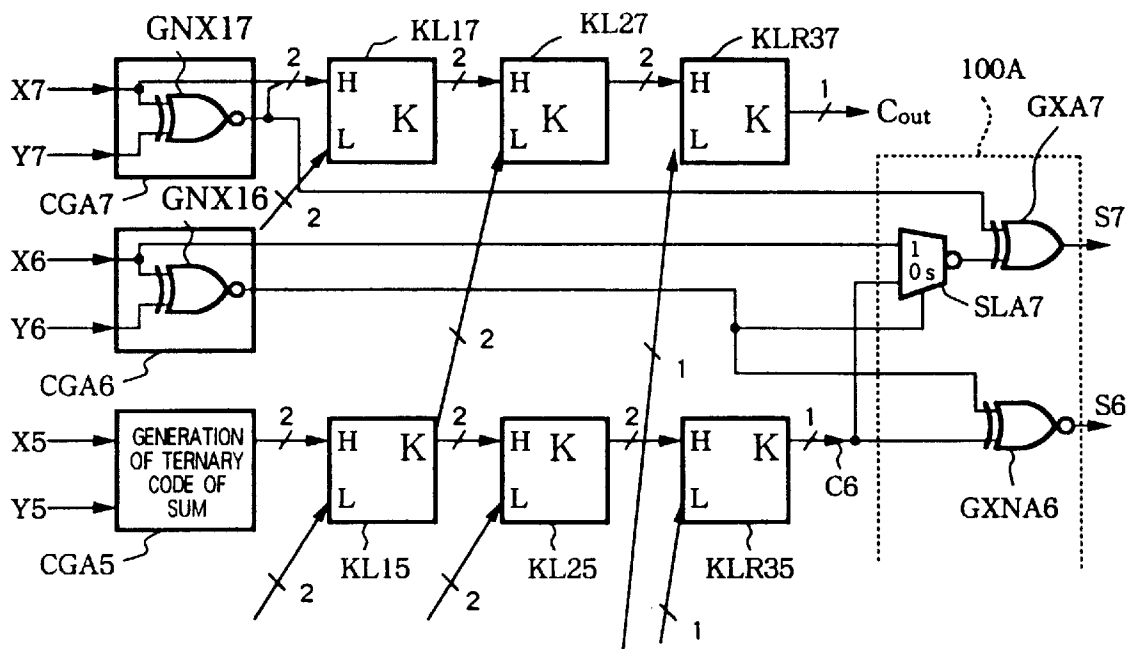 GNX17
KL17
KL27
KLR37
2
2
2
100A
X7
H
H
H
1
Cout
GXA7
K
K
K
L
L
L
Y7
CGA7
GNX16
2
S7
X6
1
0 s
SLA7
Y6
2
1
CGA6
S6
X5
GENERATION
OF TERNARY
CODE OF
SUM
2
H
K
2
H
K
2
H
K
1
C6
Y5
L
L
L
GXNA6
CGA5
KL15
KL25
KLR35
2
2
1